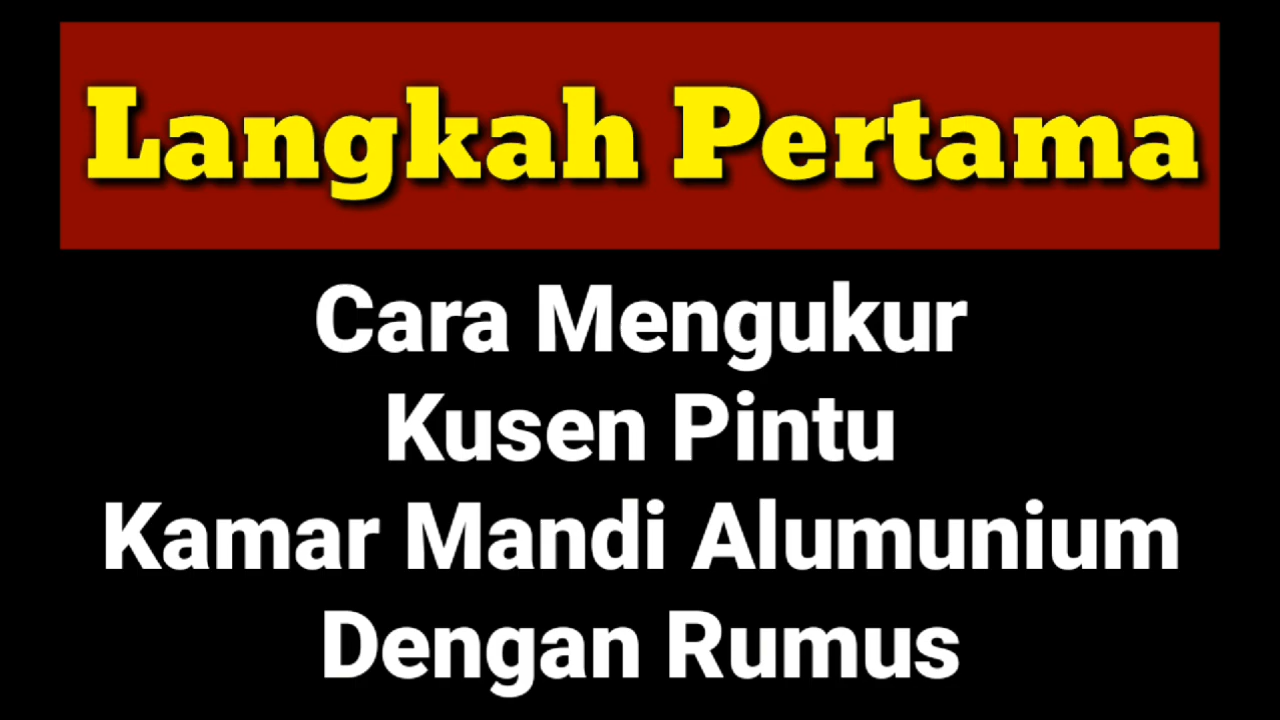 Langkah Pertama
Cara Mengukur
Kusen Pintu
Kamar Mandi Alumunium
Dengan Rumus